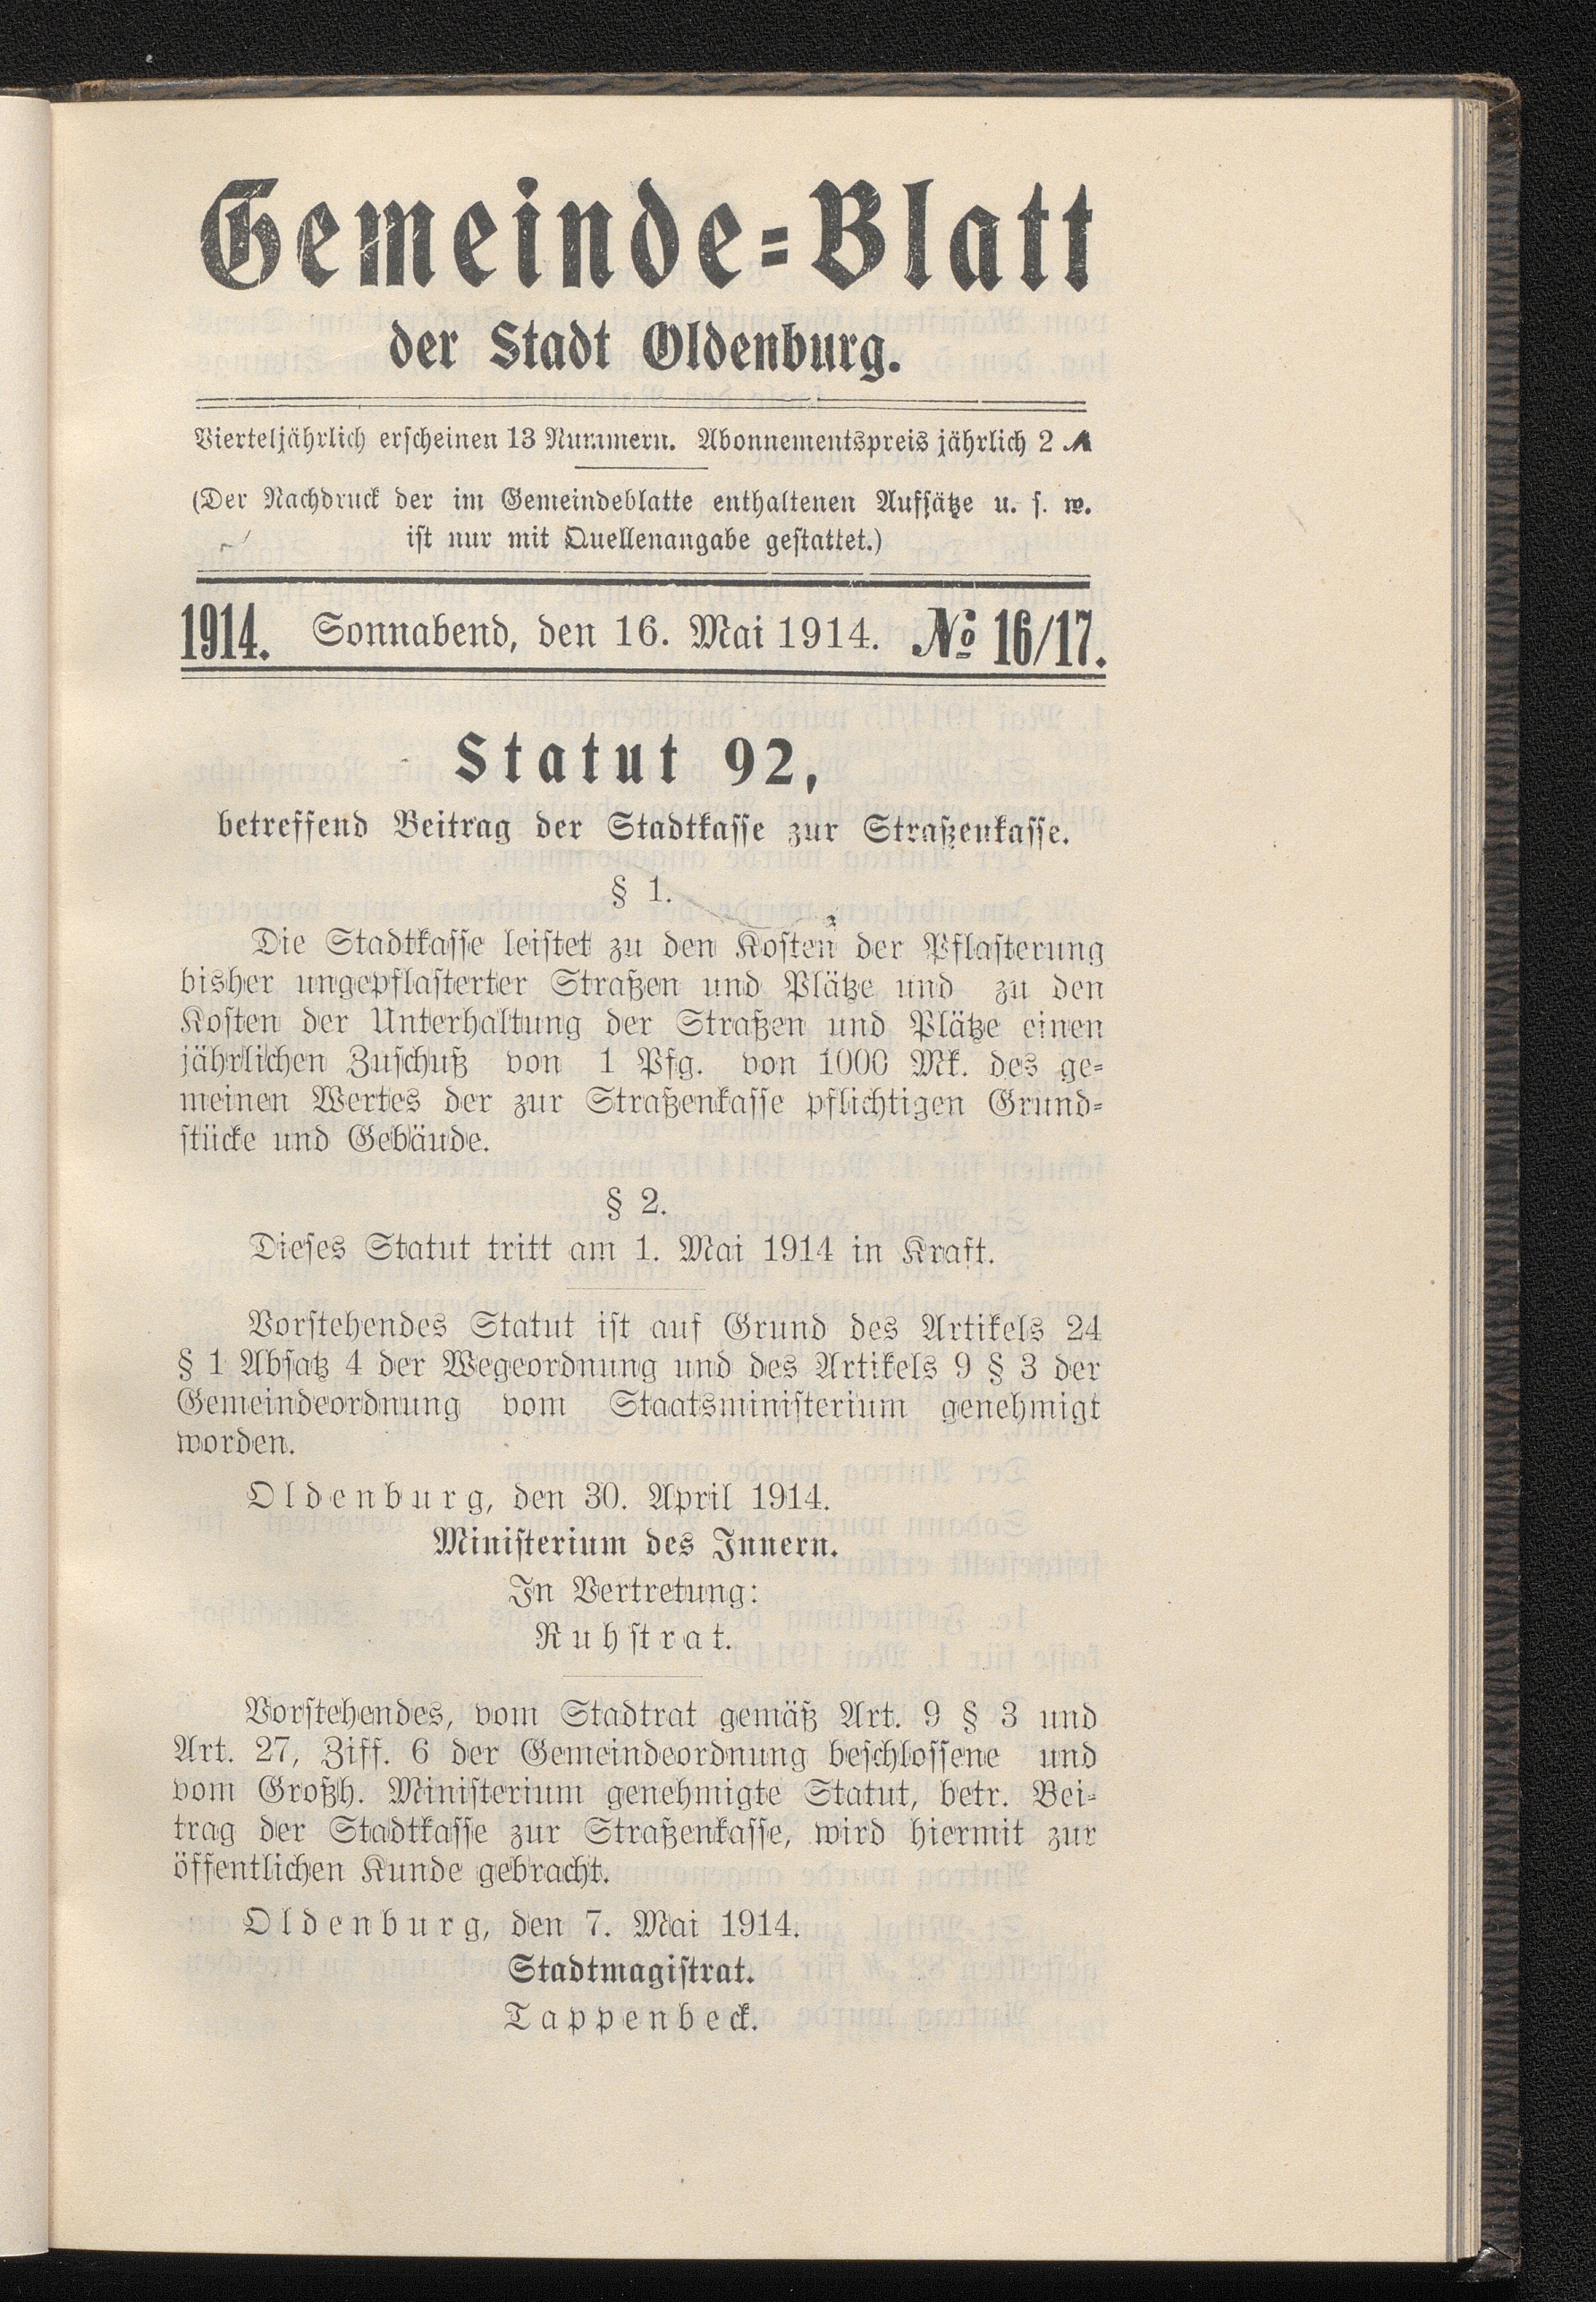 Gemeinde=Blatt
der Stadt Oldenburg.
Vierteljährlich erscheinen 13 Nummern. Abonnementspreis jährlich 2 ℳ
(Der Nachdruck der im Gemeindeblatte enthaltenen Aufsätze u. s. w.
ist nur mit Quellenangabe gestattet.)
1914. Sonnabend, den 16. Mai 1914. № 16/17.
Statut 92,
betreffend Beitrag der Stadtkasse zur Straßenkasse.
§ 1.
Die Stadtkasse leistet zu den Kosten der Pflasterung
bisher ungepflasterter Straßen und Plätze und zu den
Kosten der Unterhaltung der Straßen und Plätze einen
jährlichen Zuschuß von 1 Pfg. von 1000 Mk. des ge=
meinen Wertes der zur Straßenkasse pflichtigen Grund=
stücke und Gebäude.
§ 2.
Dieses Statut tritt am 1. Mai 1914 in Kraft.
Vorstehendes Statut ist auf Grund des Artikels 24
§ 1 Absatz 4 der Wegeordnung und des Artikels 9 § 3 der
Gemeindeordnung vom Staatsministerium genehmigt
worden.
Oldenburg, den 30. April 1914.
Ministerium des Innern.
In Vertretung:
Ruhstrat.
Vorstehendes, vom Stadtrat gemäß Art. 9 § 3 und
Art. 27, Ziff. 6 der Gemeindeordnung beschlossene und
vom Großh. Ministerium genehmigte Statut, betr. Bei=
trag der Stadtkasse zur Straßenkasse, wird hiermit zur
öffentlichen Kunde gebracht.
Oldenburg, den 7. Mai 1914.
Stadtmagistrat.
Tappenbeck.